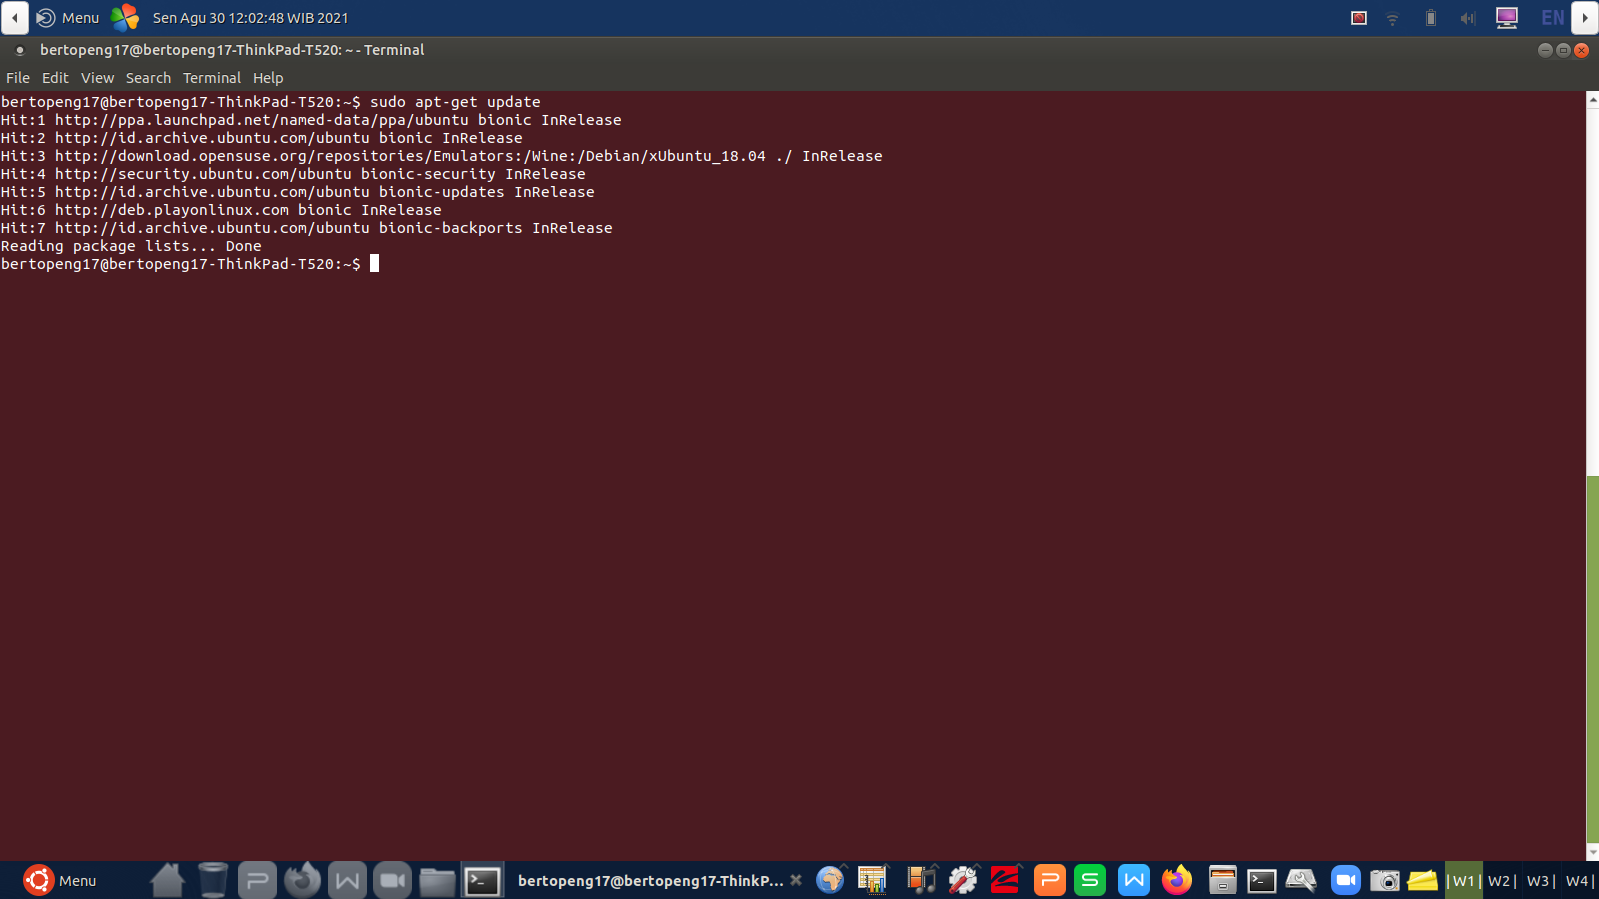 Menu Sen Agu 30 12:02:48 WIB 2021 EN
bertopeng17@bertopeng17-ThinkPad-T520: ~ - Terminal
File Edit View Search Terminal Help
bertopeng17@bertopeng17-ThinkPad-T520:~$ sudo apt-get update
Hit:1 http://ppa.launchpad.net/named-data/ppa/ubuntu bionic InRelease
Hit:2 http://id.archive.ubuntu.com/ubuntu bionic InRelease
Hit:3 http://download.opensuse.org/repositories/Emulators:/Wine:/Debian/xUbuntu_18.04 ./ InRelease
Hit:4 http://security.ubuntu.com/ubuntu bionic-security InRelease
Hit:5 http://id.archive.ubuntu.com/ubuntu bionic-updates InRelease
Hit:6 http://deb.playonlinux.com bionic InRelease
Hit:7 http://id.archive.ubuntu.com/ubuntu bionic-backports InRelease
Reading package lists... Done
bertopeng17@bertopeng17-ThinkPad-T520:~$
Menu bertopeng17@bertopeng17-ThinkP... P S W |W1| W2| W3| W4|